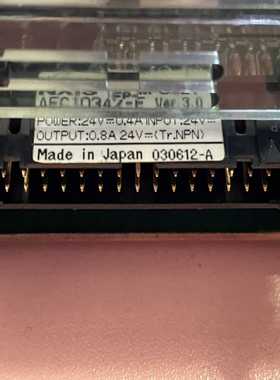 AFC1034Z-E Ver 3.0
POWER:24V⎓0.4A INPUT:24V⎓
OUTPUT:0.8A 24V⎓(Tr.NPN)
Made in Japan 030612-A